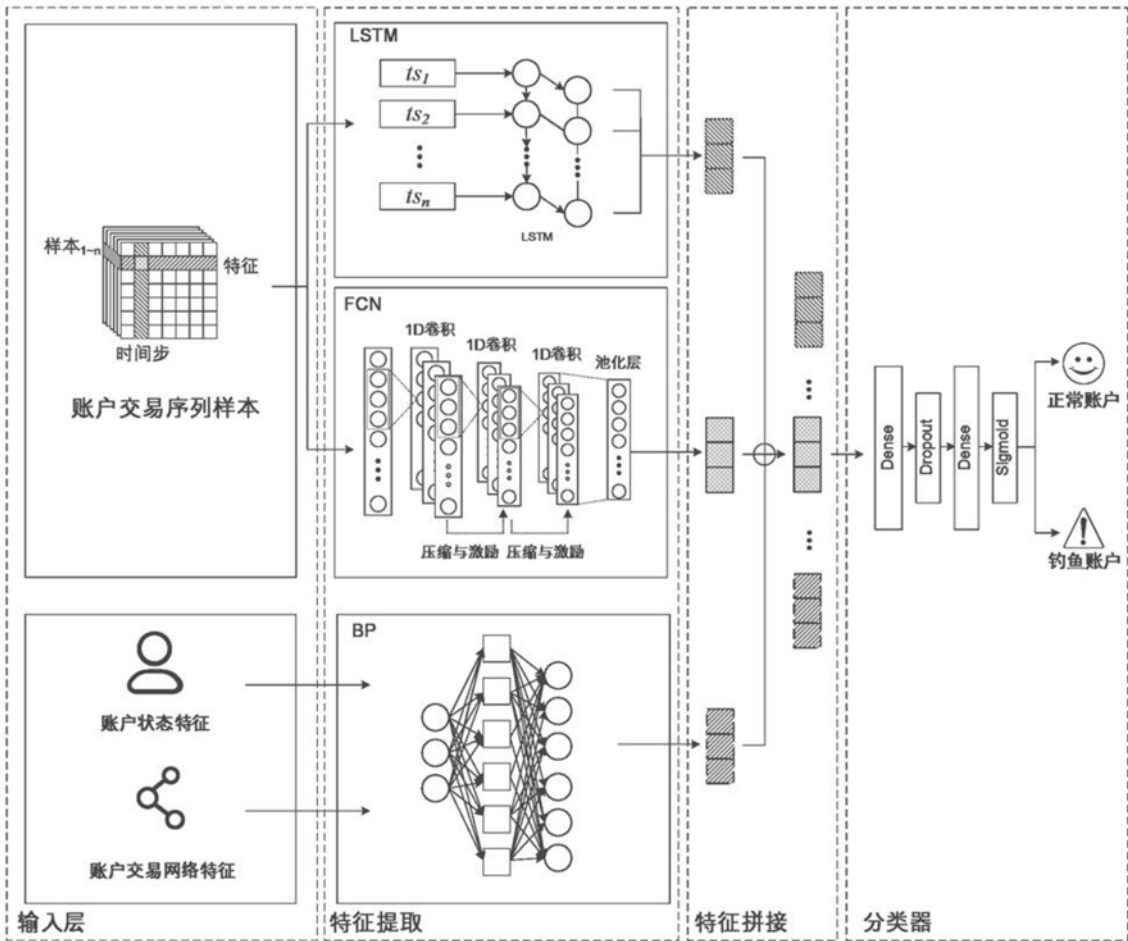 样本1~n
特征
时间步
账户交易序列样本
账户状态特征
账户交易网络特征
输入层
LSTM
ts1
ts2
tsn
LSTM
FCN
1D卷积
1D卷积
1D卷积
池化层
压缩与激励
压缩与激励
BP
特征提取
特征拼接
Dense
Dropout
Dense
Sigmoid
正常账户
钓鱼账户
分类器